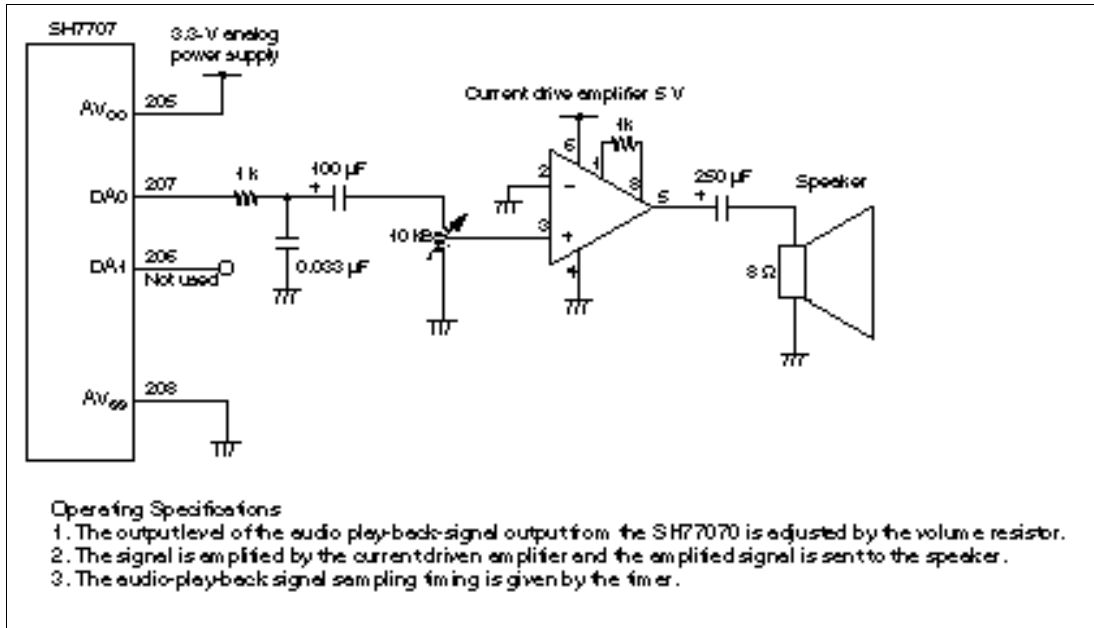 SH7707
3.3-V analog
power supply
AVCC 205
Current drive amplifier 5 V
6
1k
1
8
2
−
1 k
100 µF
+
250 µF
+
Speaker
DA0 207
5
3
+
10 kB
0.033 µF
DA1 206
Not used
4
8 Ω
AVSS 208
Operating Specifications
1. The output level of the audio play-back-signal output from the SH77070 is adjusted by the volume resistor.
2. The signal is amplified by the current driven amplifier and the amplified signal is sent to the speaker.
3. The audio-play-back signal sampling timing is given by the timer.